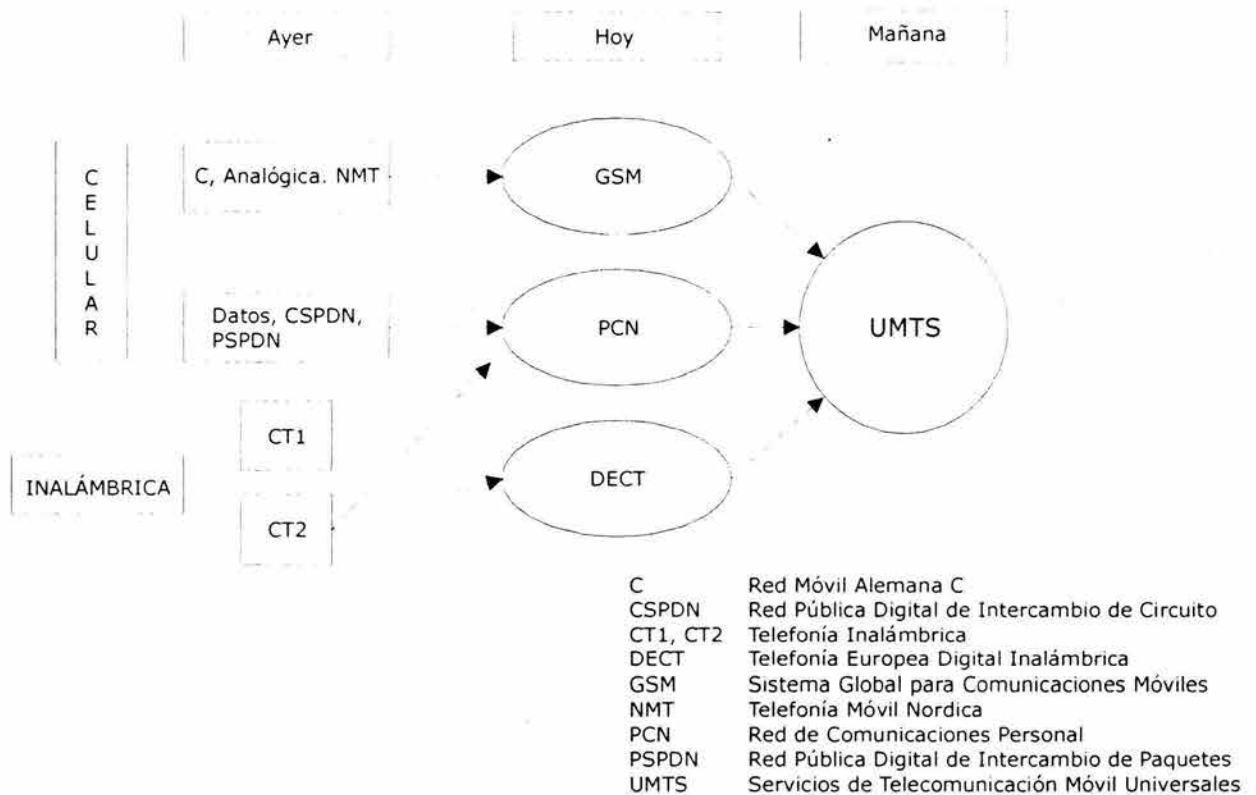 Ayer
Hoy
Mañana
CELULAR
C, Analógica. NMT
GSM
Datos, CSPDN,
PSPDN
PCN
UMTS
CT1
INALÁMBRICA
CT2
DECT
C Red Móvil Alemana C
CSPDN Red Pública Digital de Intercambio de Circuito
CT1, CT2 Telefonía Inalámbrica
DECT Telefonía Europea Digital Inalámbrica
GSM Sistema Global para Comunicaciones Móviles
NMT Telefonía Móvil Nordica
PCN Red de Comunicaciones Personal
PSPDN Red Pública Digital de Intercambio de Paquetes
UMTS Servicios de Telecomunicación Móvil Universales